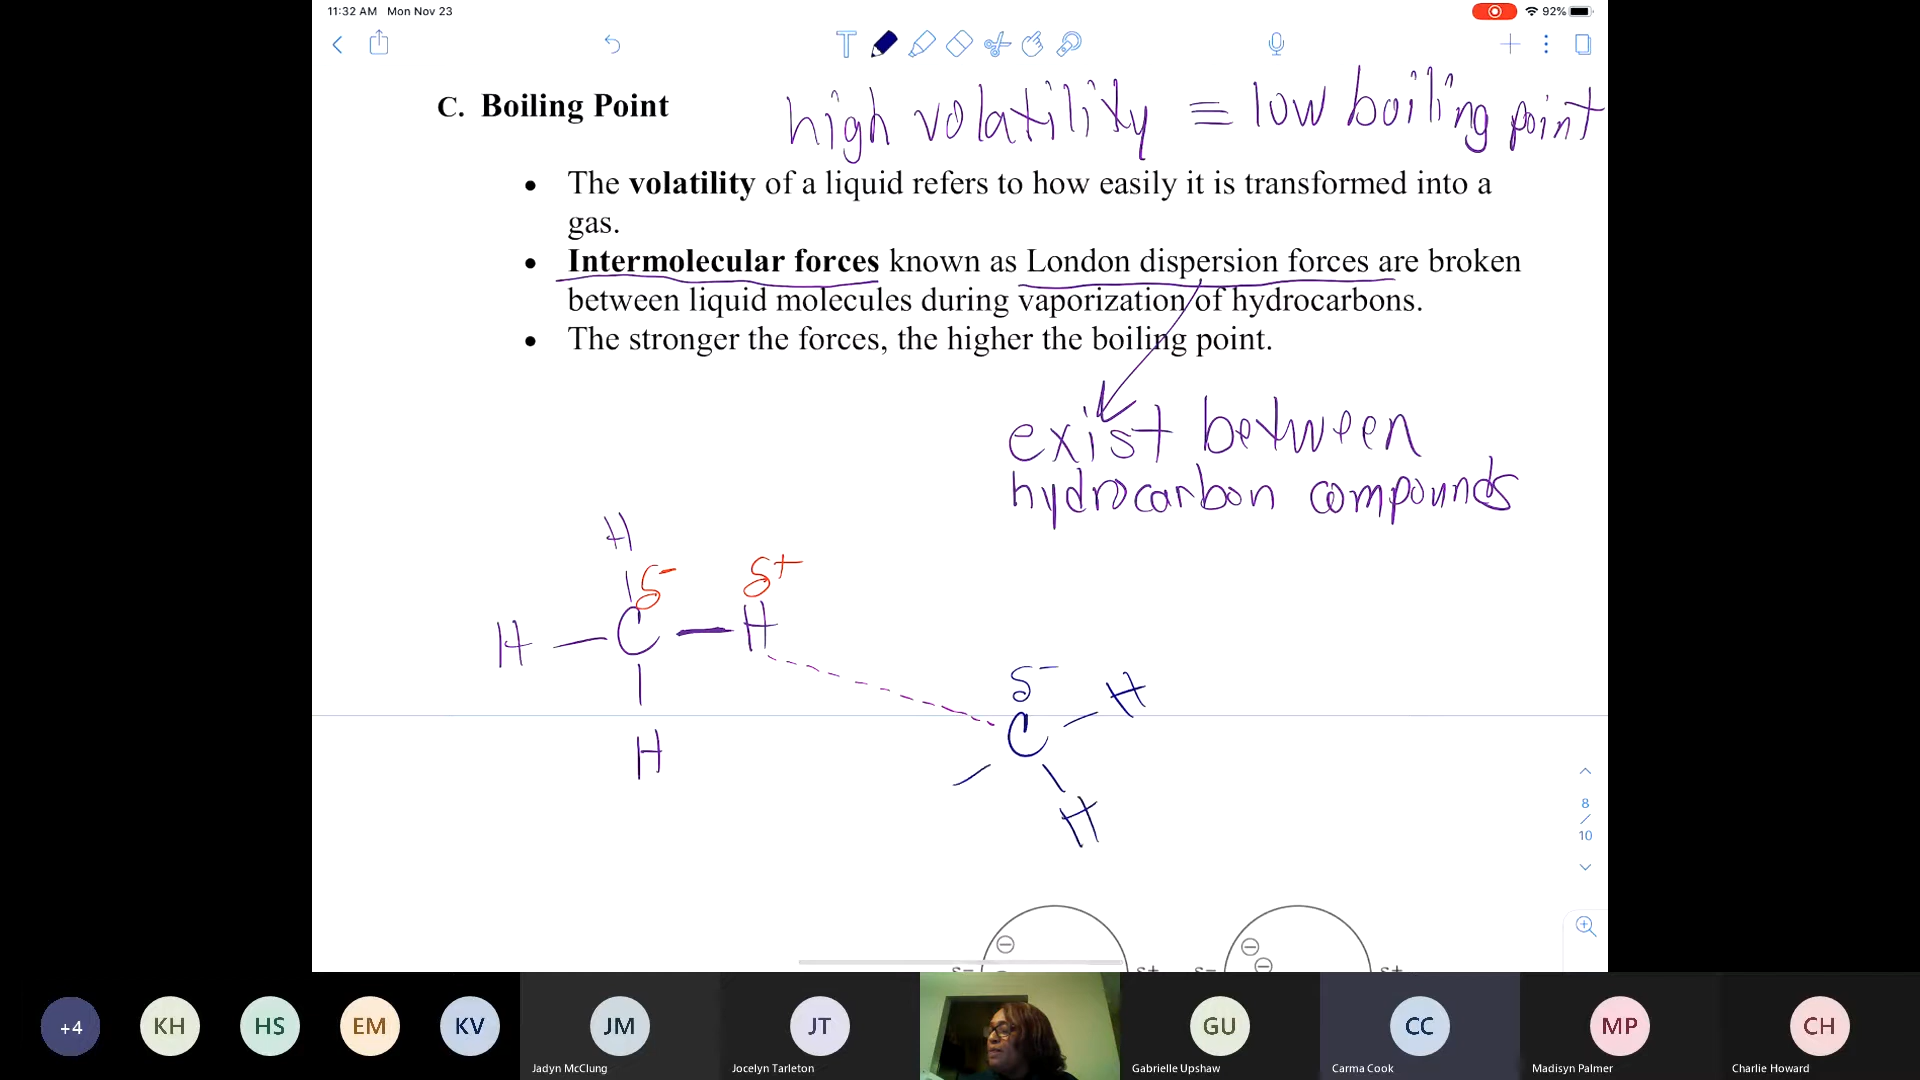 11:32 AM Mon Nov 23
92%
T
C. Boiling Point
high volatility ≡ low boiling point
• The volatility of a liquid refers to how easily it is transformed into a
gas.
• Intermolecular forces known as London dispersion forces are broken
between liquid molecules during vaporization of hydrocarbons.
• The stronger the forces, the higher the boiling point.
exist between
hydrocarbon compounds
H
δ- δ+
H C H
δ- H
H C
H
8
/
10
δ- δ+ δ- δ+
+4 KH HS EM KV JM JT GU CC MP CH
Jadyn McClung Jocelyn Tarleton Gabrielle Upshaw Carma Cook Madisyn Palmer Charlie Howard